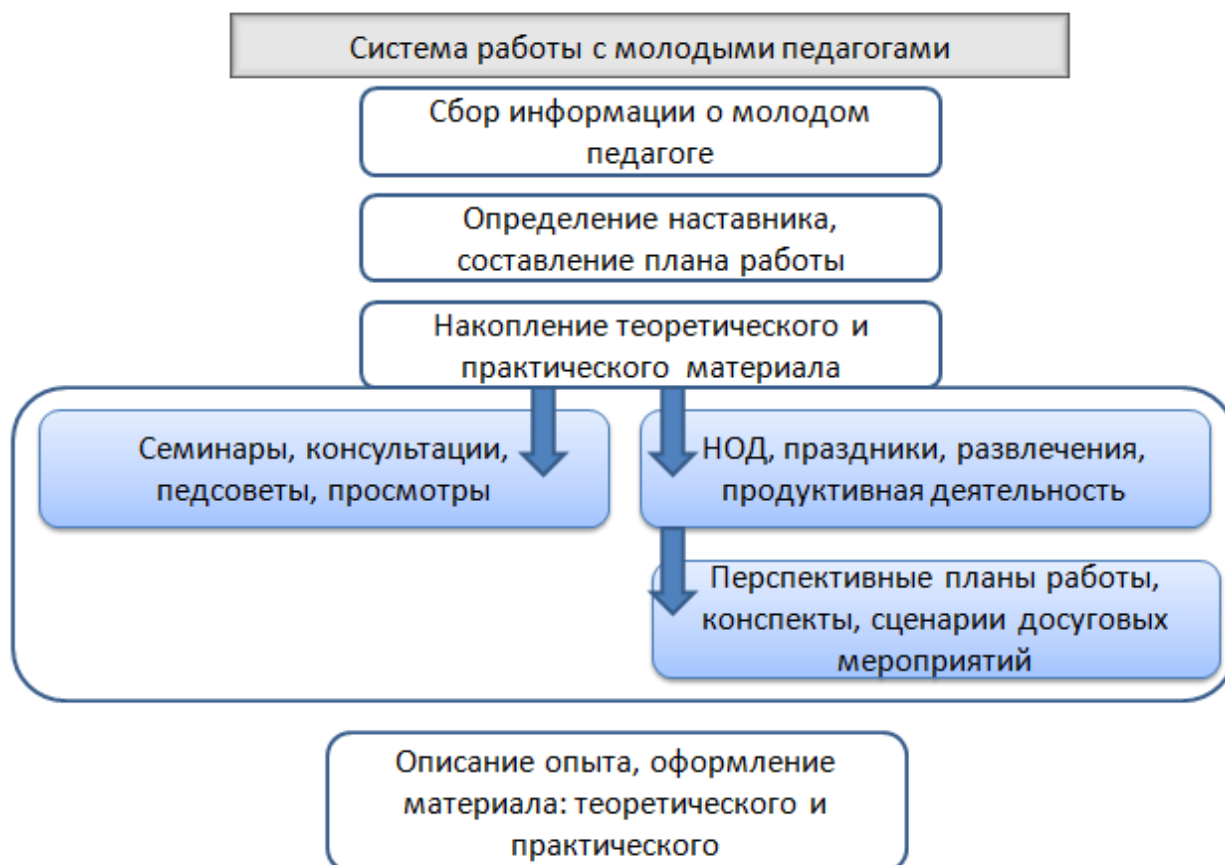 Система работы с молодыми педагогами
Сбор информации о молодом
педагоге
Определение наставника,
составление плана работы
Накопление теоретического и
практического материала
Семинары, консультации,
педсоветы, просмотры
НОД, праздники, развлечения,
продуктивная деятельность
Перспективные планы работы,
конспекты, сценарии досуговых
мероприятий
Описание опыта, оформление
материала: теоретического и
практического